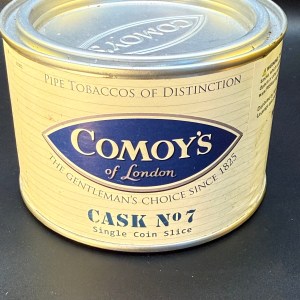 COMOY'S
PIPE TOBACCOS OF DISTINCTION
COMOY'S
of London
THE GENTLEMAN'S CHOICE SINCE 1825
CASK No7
Single Coin Slice